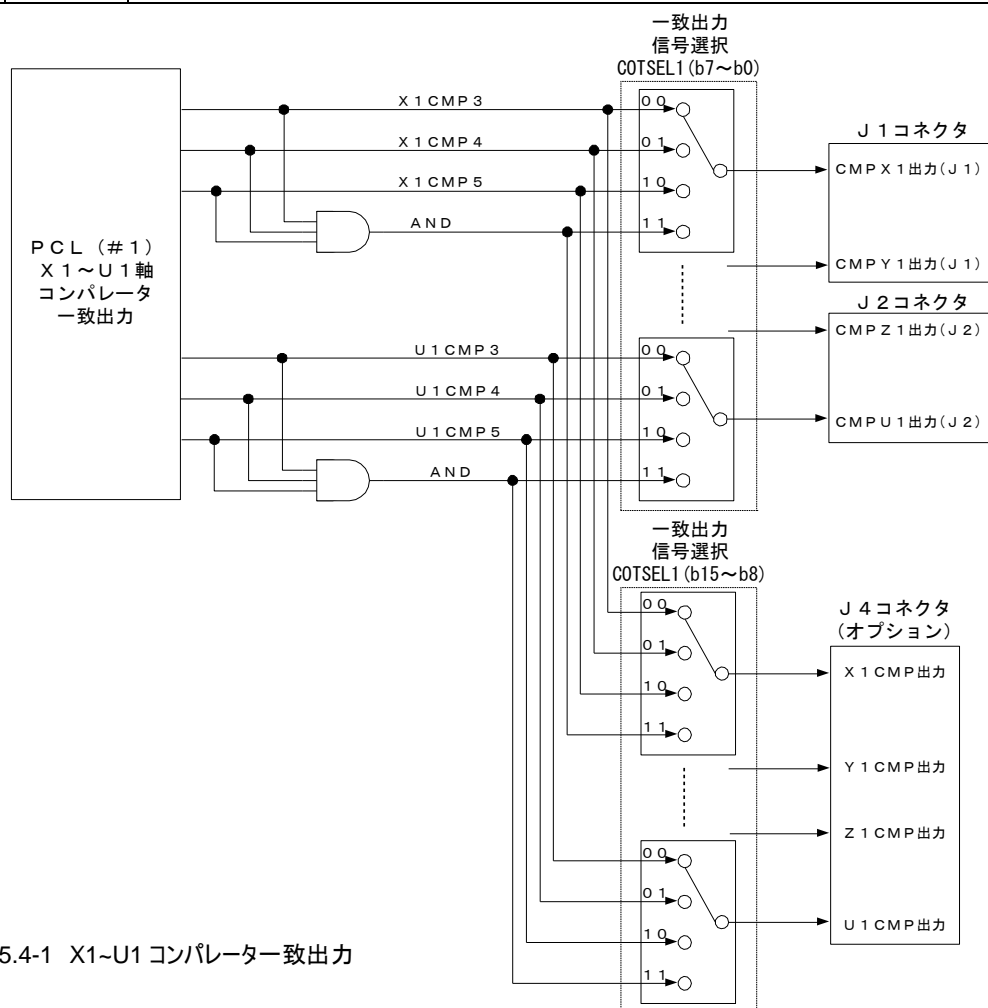 一致出力
信号選択
COTSEL1(b7～b0)
PCL (#1)
X1～U1軸
コンパレータ
一致出力
X1CMP3
X1CMP4
X1CMP5
AND
00
01
10
11
J1コネクタ
CMPX1出力(J1)
CMPY1出力(J1)
J2コネクタ
CMPZ1出力(J2)
CMPU1出力(J2)
U1CMP3
U1CMP4
U1CMP5
AND
00
01
10
11
一致出力
信号選択
COTSEL1(b15～b8)
00
01
10
11
J4コネクタ
(オプション)
X1CMP出力
Y1CMP出力
Z1CMP出力
U1CMP出力
00
01
10
11
5.4-1 X1~U1 コンパレータ一致出力